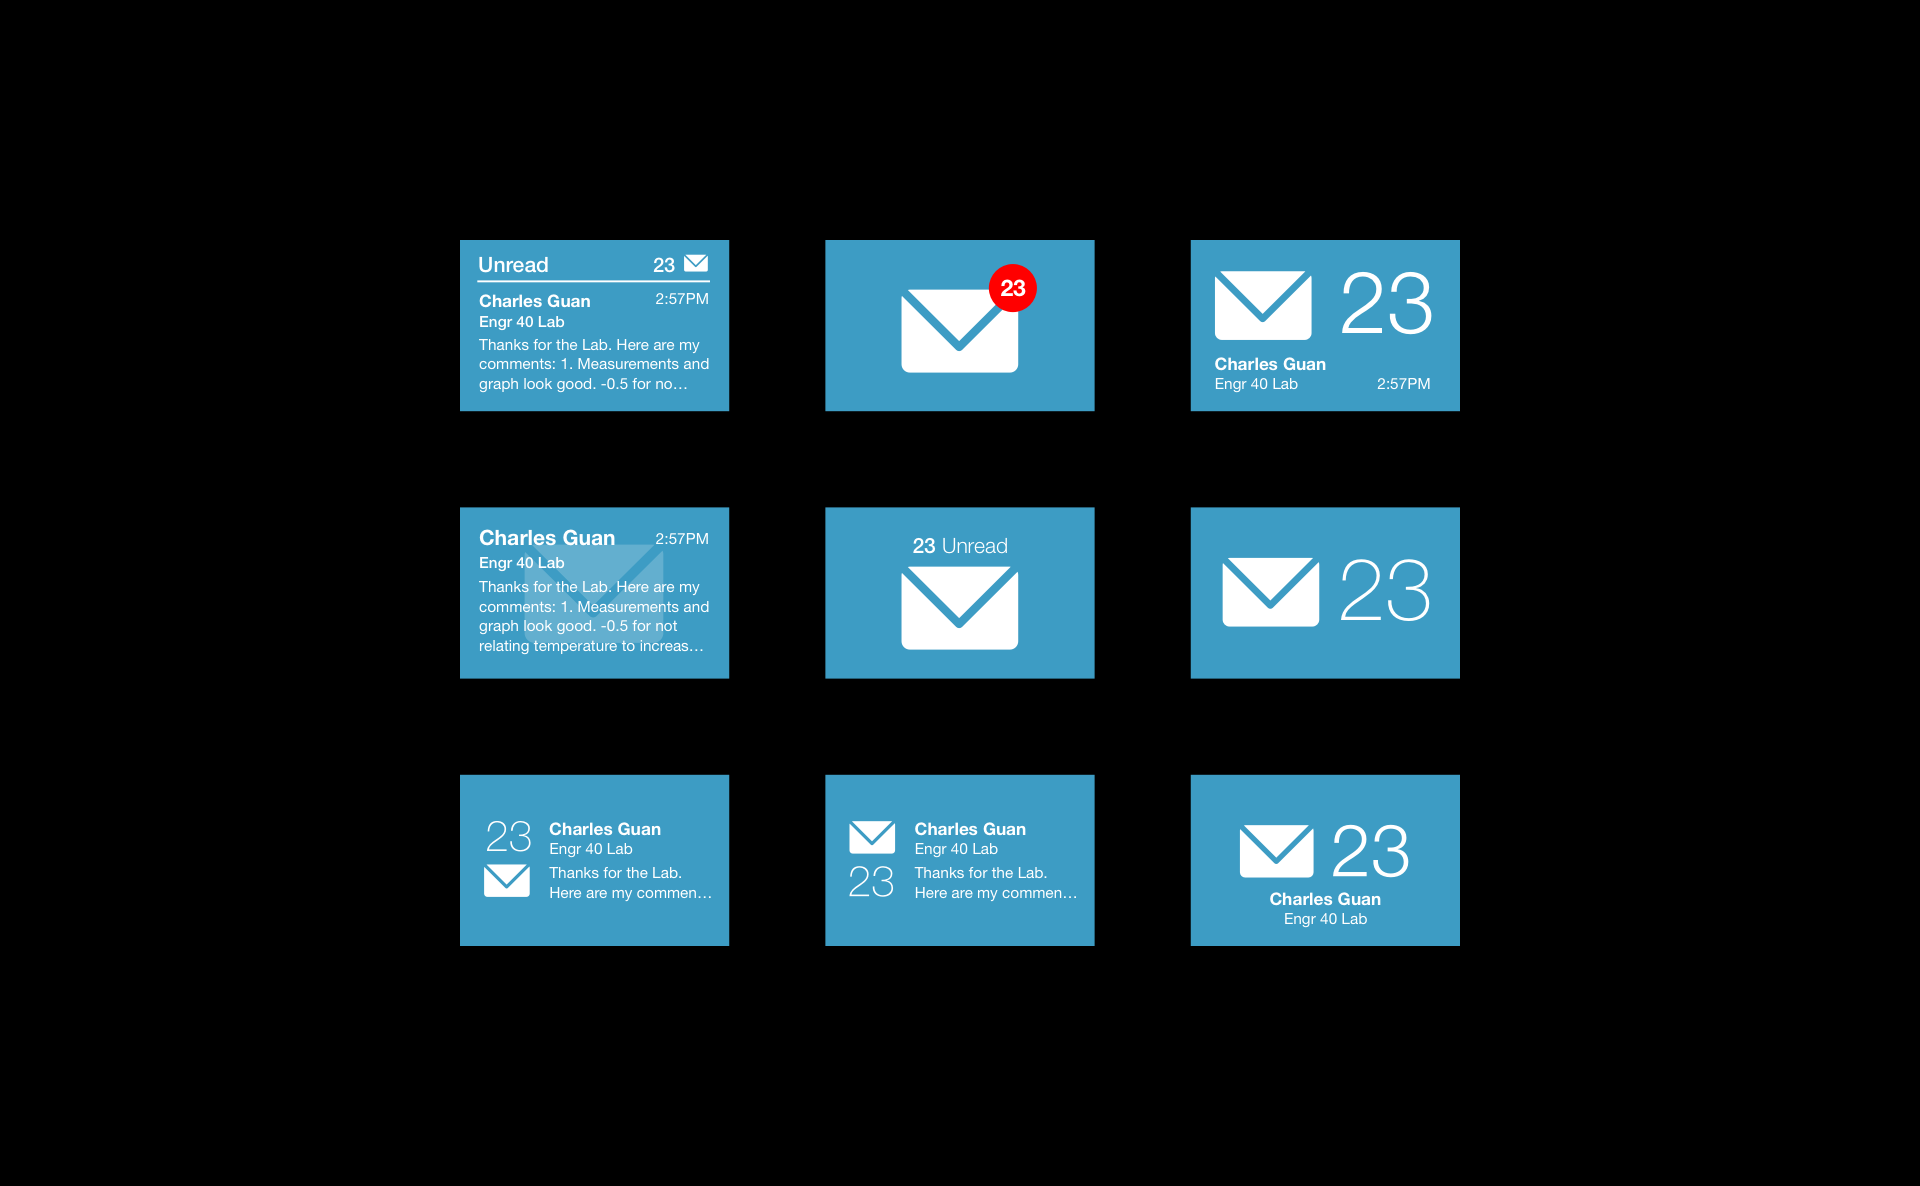 Unread 23
Charles Guan 2:57PM
Engr 40 Lab
Thanks for the Lab. Here are my
comments: 1. Measurements and
graph look good. -0.5 for no…
23
23
Charles Guan
Engr 40 Lab 2:57PM
Charles Guan 2:57PM
Engr 40 Lab
Thanks for the Lab. Here are my
comments: 1. Measurements and
graph look good. -0.5 for not
relating temperature to increas…
23 Unread
23
23
Charles Guan
Engr 40 Lab
Thanks for the Lab.
Here are my commen…
Charles Guan
Engr 40 Lab
23
Thanks for the Lab.
Here are my commen…
23
Charles Guan
Engr 40 Lab